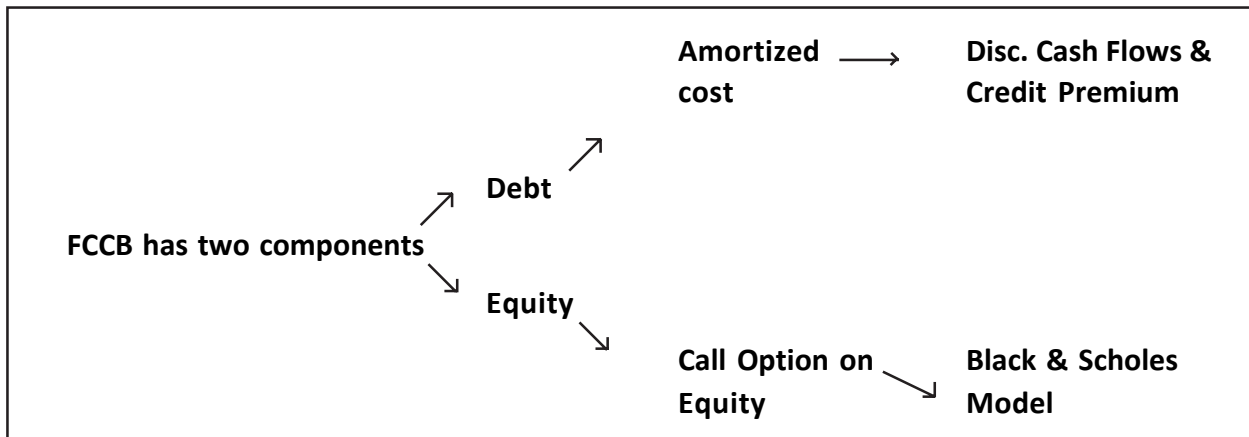 Amortized
cost
Disc. Cash Flows &
Credit Premium
Debt
FCCB has two components
Equity
Call Option on
Equity
Black & Scholes
Model